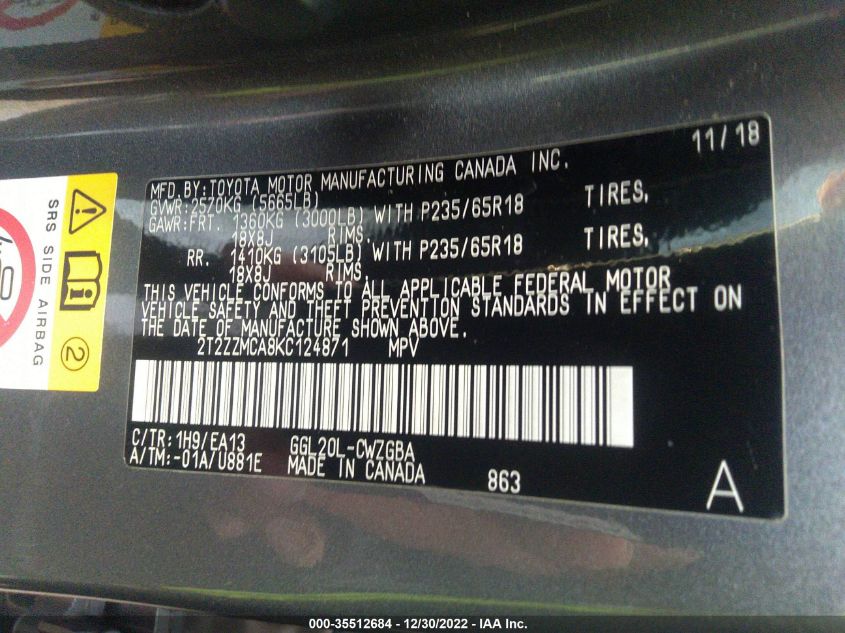 11/18
MFD.BY:TOYOTA MOTOR MANUFACTURING CANADA INC.
GVWR:2570KG (5665LB)
GAWR:FRT. 1360KG (3000LB) WITH P235/65R18 TIRES,
18X8J RIMS,
RR. 1410KG (3105LB) WITH P235/65R18 TIRES,
18X8J RIMS,
THIS VEHICLE CONFORMS TO ALL APPLICABLE FEDERAL MOTOR
VEHICLE SAFETY AND THEFT PREVENTION STANDARDS IN EFFECT ON
THE DATE OF MANUFACTURE SHOWN ABOVE.
2T2ZZMCA8KC124871 MPV
C/TR:1H9/EA13 GGL20L-CWZGBA
A/TM:-01A/U881E MADE IN CANADA
863
A
SRS SIDE AIRBAG
2
000-35512684 - 12/30/2022 - IAA Inc.